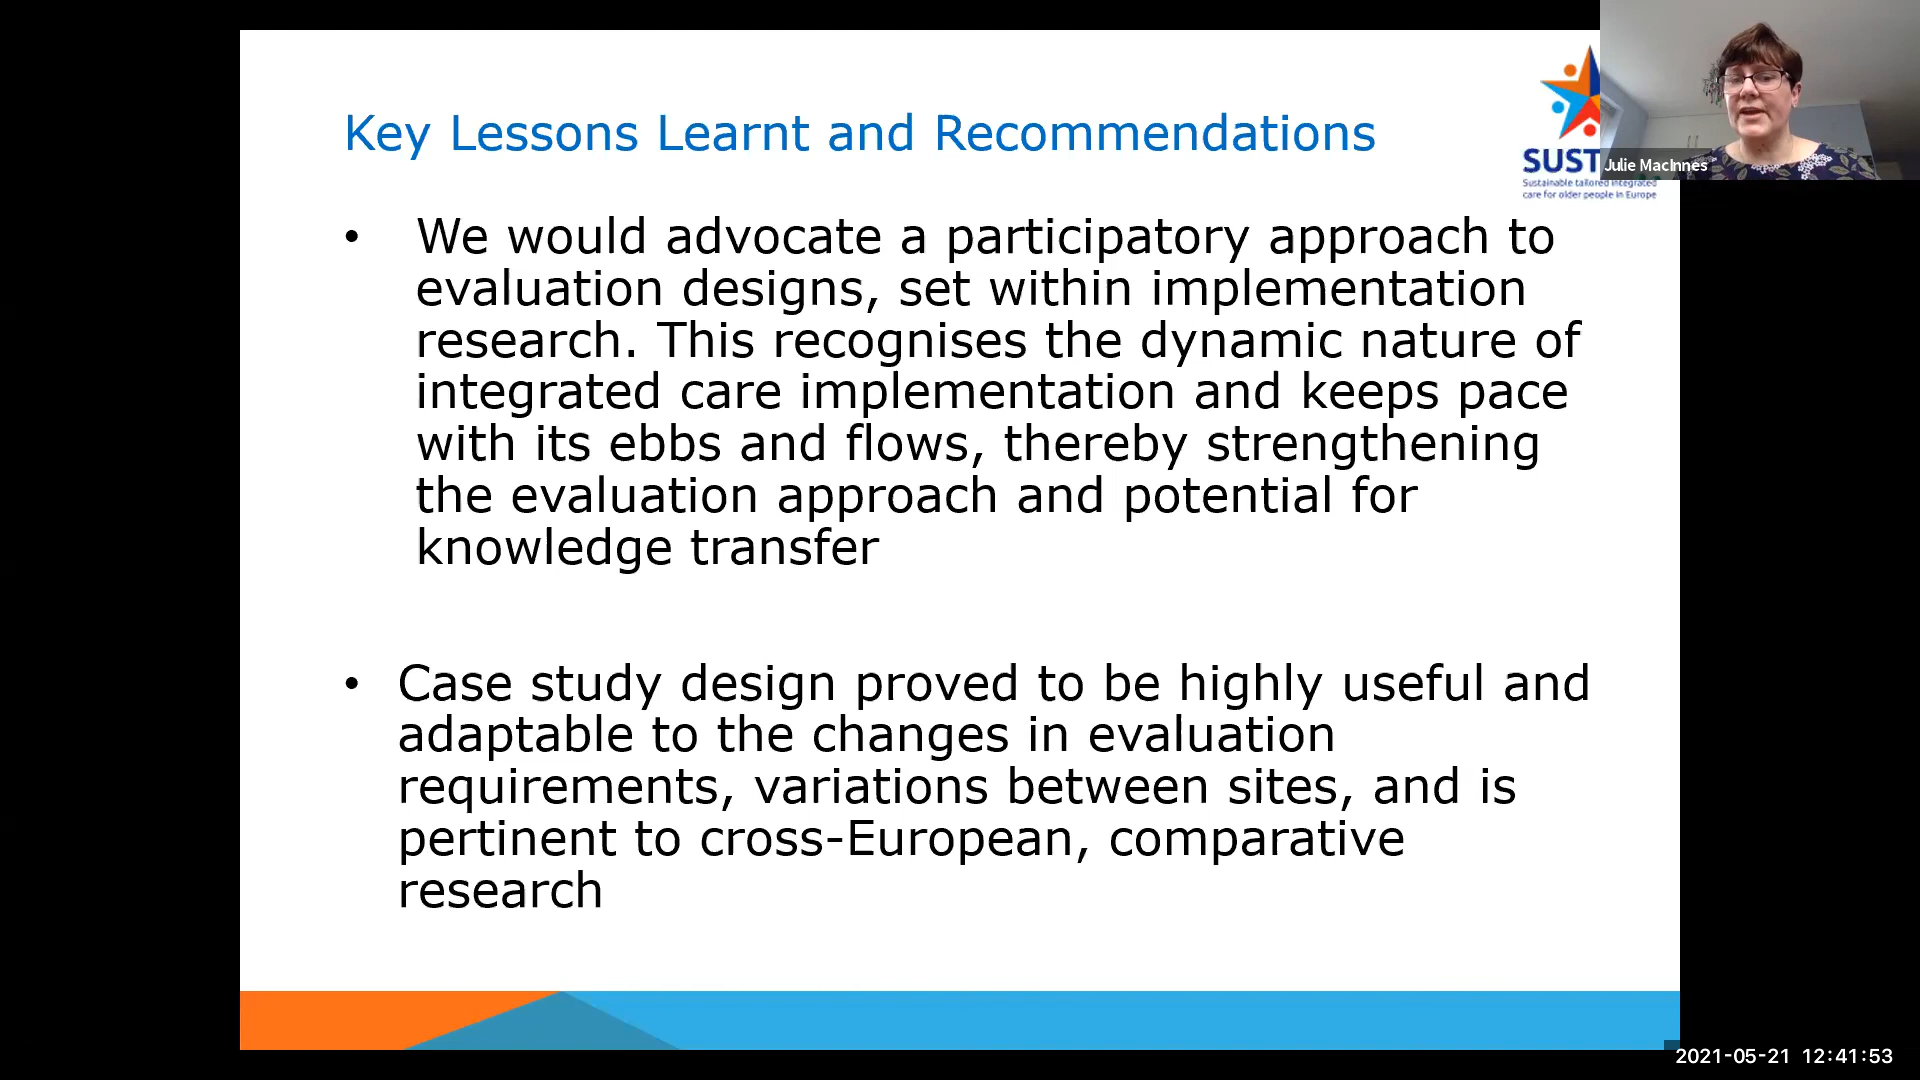 Key Lessons Learnt and Recommendations
SUST
Sustainable tailored integrated
care for older people in Europe
Julie MacInnes
• We would advocate a participatory approach to
evaluation designs, set within implementation
research. This recognises the dynamic nature of
integrated care implementation and keeps pace
with its ebbs and flows, thereby strengthening
the evaluation approach and potential for
knowledge transfer
• Case study design proved to be highly useful and
adaptable to the changes in evaluation
requirements, variations between sites, and is
pertinent to cross-European, comparative
research
2021-05-21 12:41:53